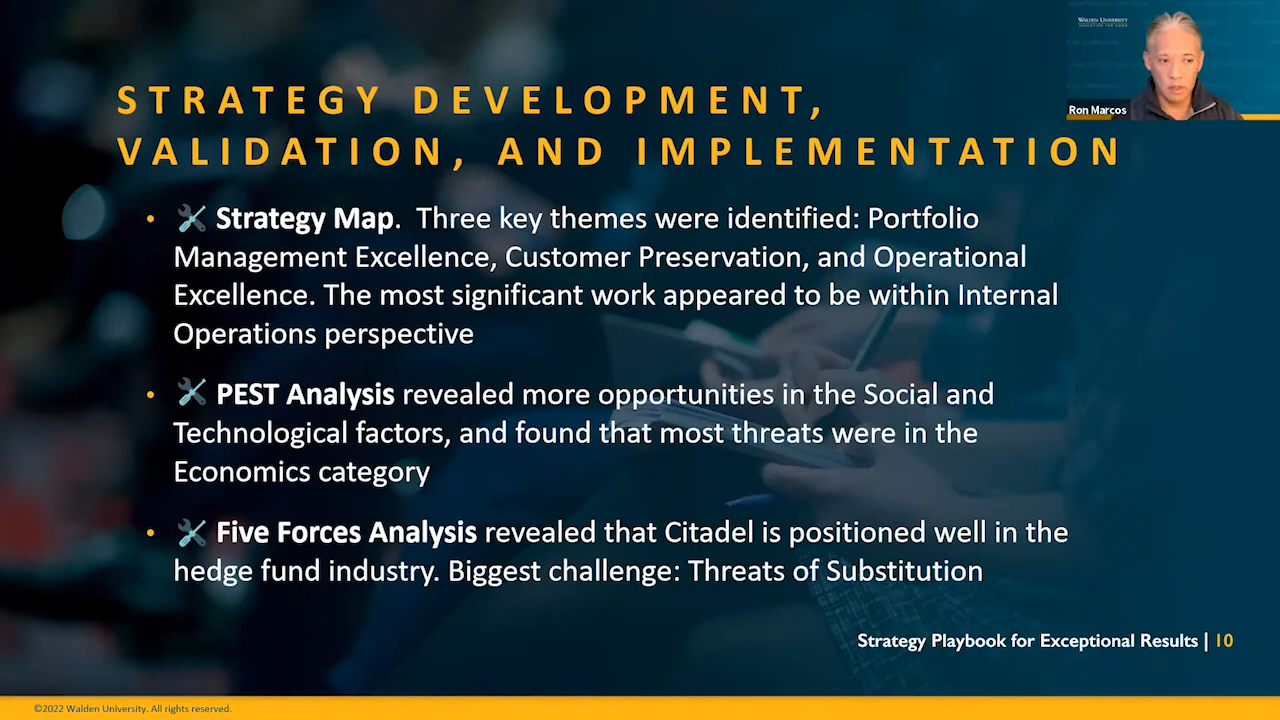 WALDEN UNIVERSITY
Ron Marcos
STRATEGY DEVELOPMENT,
VALIDATION, AND IMPLEMENTATION
• 🛠 Strategy Map. Three key themes were identified: Portfolio
Management Excellence, Customer Preservation, and Operational
Excellence. The most significant work appeared to be within Internal
Operations perspective
• 🛠 PEST Analysis revealed more opportunities in the Social and
Technological factors, and found that most threats were in the
Economics category
• 🛠 Five Forces Analysis revealed that Citadel is positioned well in the
hedge fund industry. Biggest challenge: Threats of Substitution
Strategy Playbook for Exceptional Results | 10
©2022 Walden University. All rights reserved.